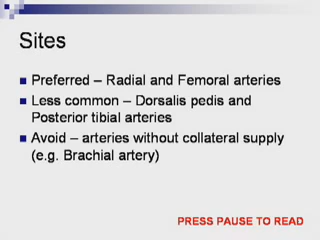 Sites
Preferred – Radial and Femoral arteries
Less common – Dorsalis pedis and
Posterior tibial arteries
Avoid – arteries without collateral supply
(e.g. Brachial artery)
PRESS PAUSE TO READ